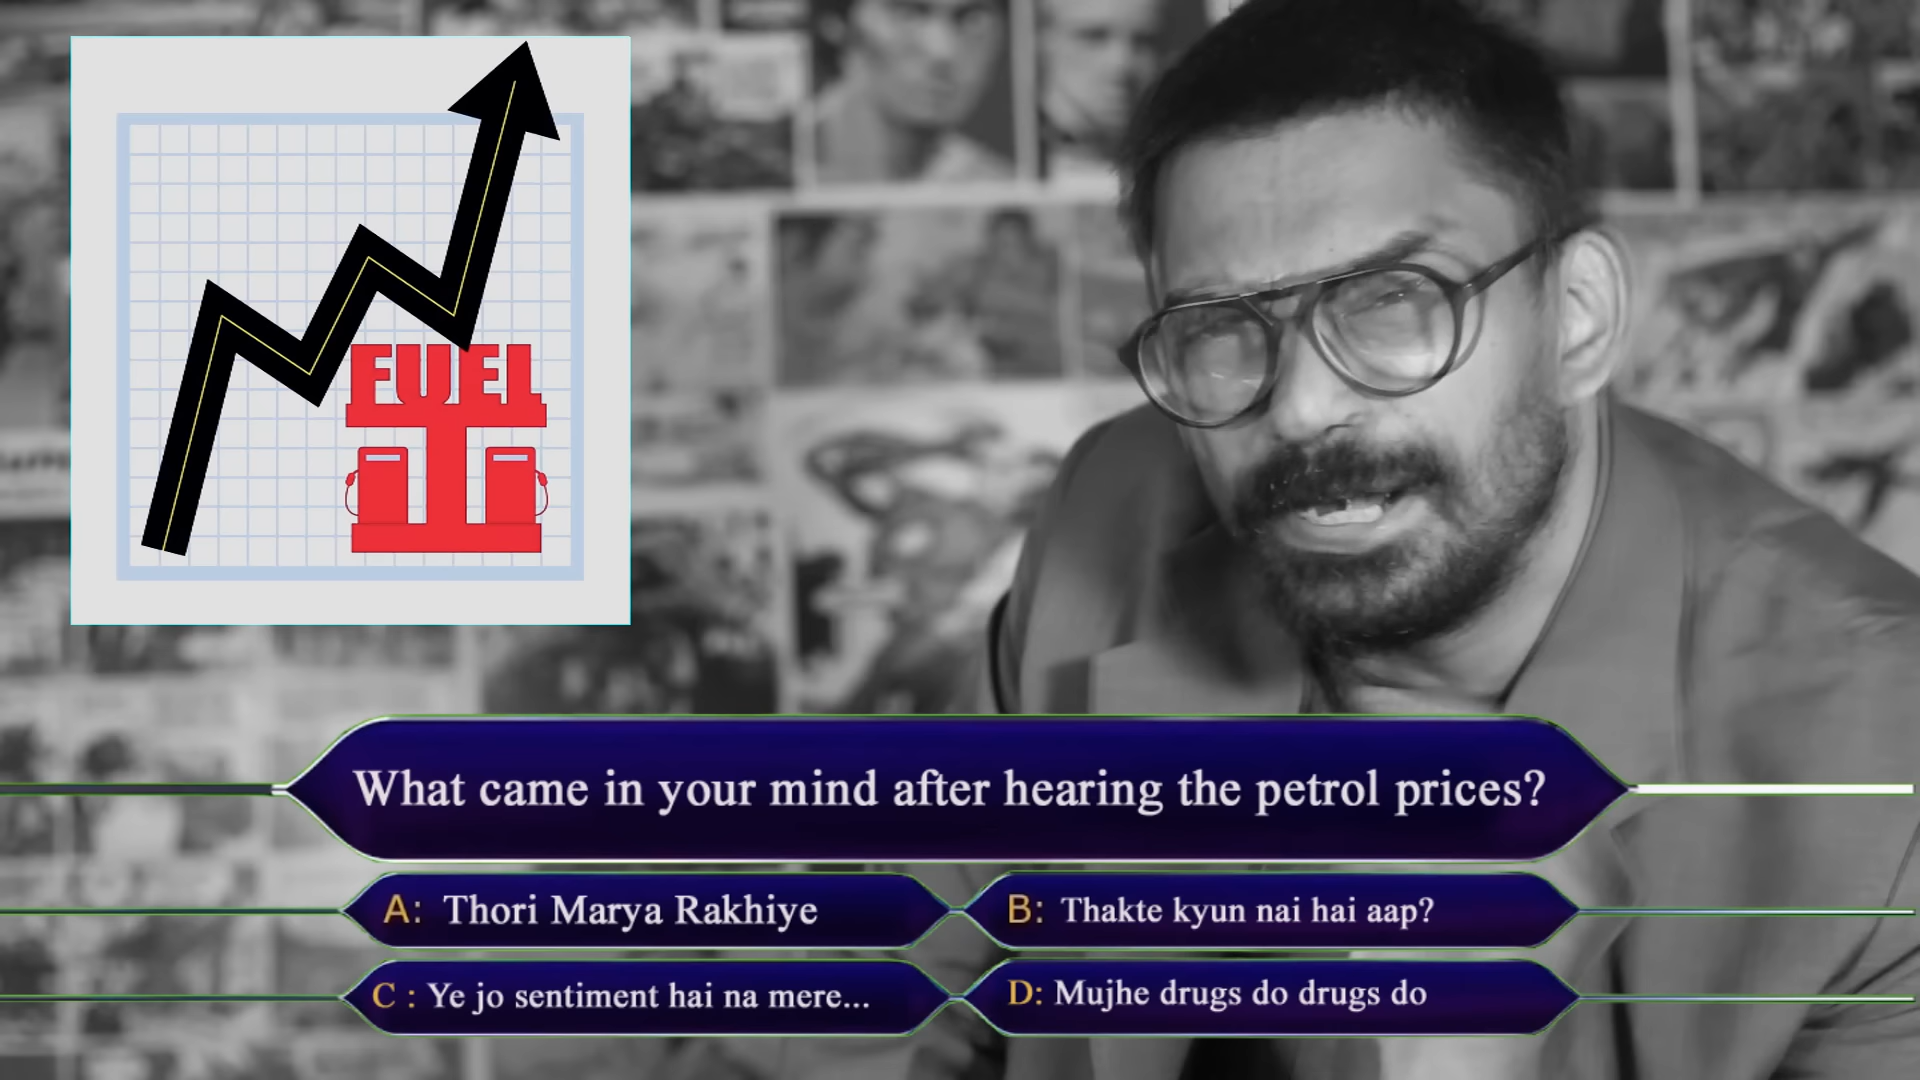 FUEL
What came in your mind after hearing the petrol prices?
A: Thori Marya Rakhiye
B: Thakte kyun nai hai aap?
C : Ye jo sentiment hai na mere...
D: Mujhe drugs do drugs do